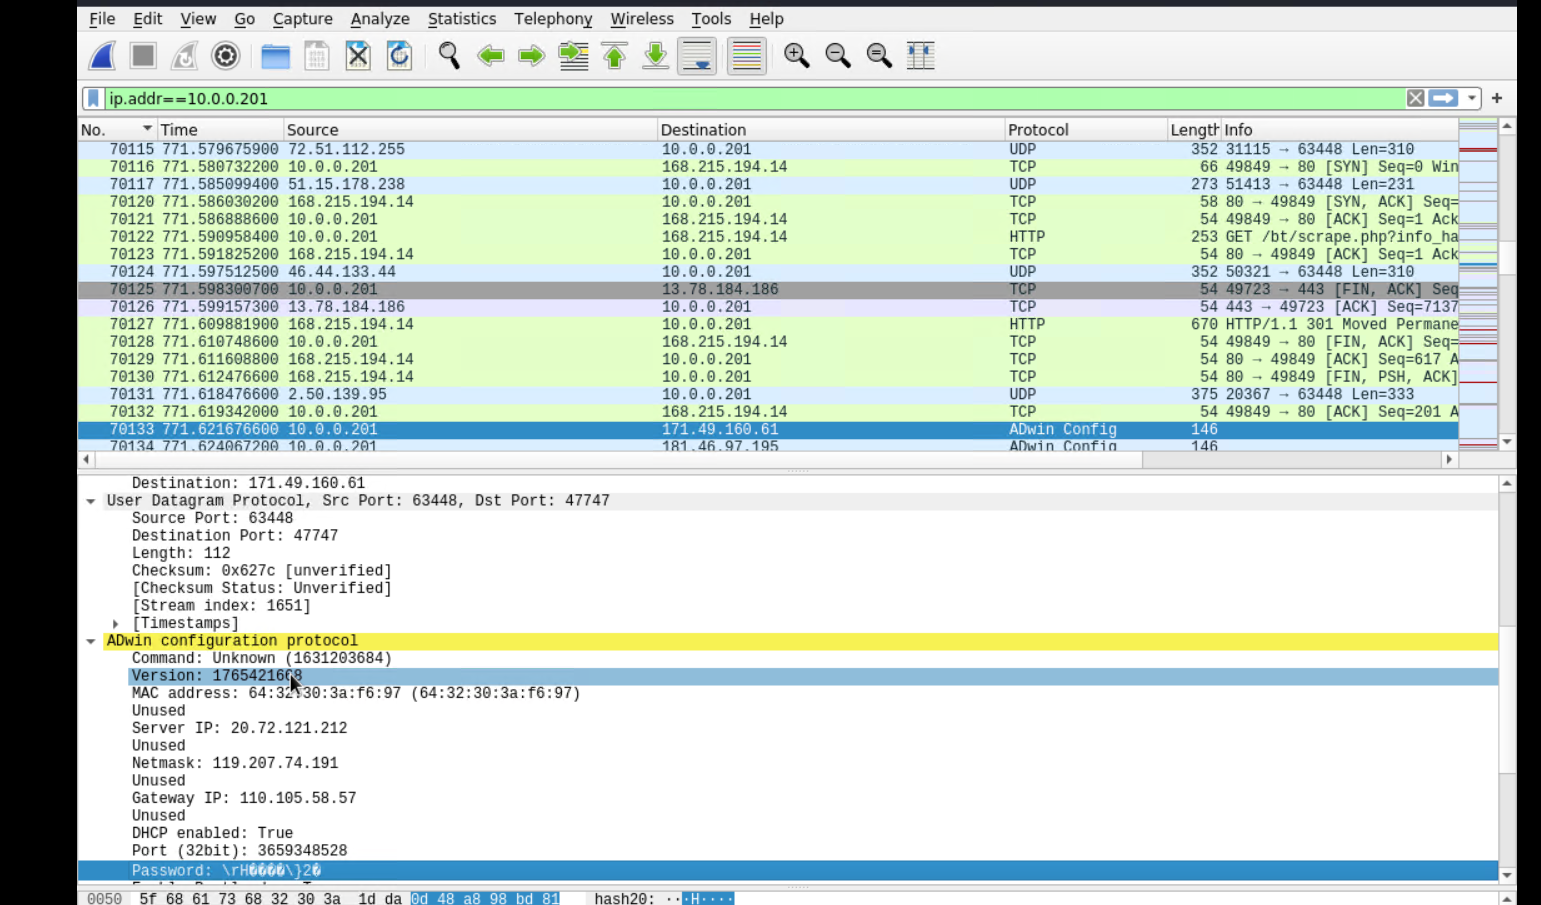 File Edit View Go Capture Analyze Statistics Telephony Wireless Tools Help
ip.addr==10.0.0.201
No. Time Source Destination Protocol Length Info
70115 771.579675900 72.51.112.255 10.0.0.201 UDP 352 31115 → 63448 Len=310
70116 771.580732200 10.0.0.201 168.215.194.14 TCP 66 49849 → 80 [SYN] Seq=0 Win
70117 771.585099400 51.15.178.238 10.0.0.201 UDP 273 51413 → 63448 Len=231
70120 771.586030200 168.215.194.14 10.0.0.201 TCP 58 80 → 49849 [SYN, ACK] Seq=
70121 771.586888600 10.0.0.201 168.215.194.14 TCP 54 49849 → 80 [ACK] Seq=1 Ack
70122 771.590958400 10.0.0.201 168.215.194.14 HTTP 253 GET /bt/scrape.php?info_ha
70123 771.591825200 168.215.194.14 10.0.0.201 TCP 54 80 → 49849 [ACK] Seq=1 Ack
70124 771.597512500 46.44.133.44 10.0.0.201 UDP 352 50321 → 63448 Len=310
70125 771.598300700 10.0.0.201 13.78.184.186 TCP 54 49723 → 443 [FIN, ACK] Seq
70126 771.599157300 13.78.184.186 10.0.0.201 TCP 54 443 → 49723 [ACK] Seq=7137
70127 771.609881900 168.215.194.14 10.0.0.201 HTTP 670 HTTP/1.1 301 Moved Permane
70128 771.610748600 10.0.0.201 168.215.194.14 TCP 54 49849 → 80 [FIN, ACK] Seq=
70129 771.611608800 168.215.194.14 10.0.0.201 TCP 54 80 → 49849 [ACK] Seq=617 A
70130 771.612476600 168.215.194.14 10.0.0.201 TCP 54 80 → 49849 [FIN, PSH, ACK]
70131 771.618476600 2.50.139.95 10.0.0.201 UDP 375 20367 → 63448 Len=333
70132 771.619342000 10.0.0.201 168.215.194.14 TCP 54 49849 → 80 [ACK] Seq=201 A
70133 771.621676600 10.0.0.201 171.49.160.61 ADwin Config 146
70134 771.624067200 10.0.0.201 181.46.97.195 ADwin Config 146
Destination: 171.49.160.61
User Datagram Protocol, Src Port: 63448, Dst Port: 47747
Source Port: 63448
Destination Port: 47747
Length: 112
Checksum: 0x627c [unverified]
[Checksum Status: Unverified]
[Stream index: 1651]
[Timestamps]
ADwin configuration protocol
Command: Unknown (1631203684)
Version:
MAC address: 64:32:30:3a:f6:97 (64:32:30:3a:f6:97)
Unused
Server IP: 20.72.121.212
Unused
Netmask: 119.207.74.191
Unused
Gateway IP: 110.105.58.57
Unused
DHCP enabled: True
Port (32bit): 3659348528
Password: \rH����\}2�
0050 5f 68 61 73 68 32 30 3a 1d da 0d 48 a8 98 bd 81 hash20: ···H····